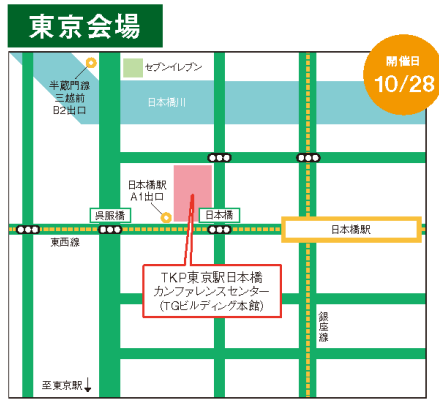 東京会場
開催日
10/28
半蔵門線
三越前
B2出口
セブンイレブン
日本橋川
日本橋駅
A1出口
呉服橋
日本橋
日本橋駅
東西線
TKP東京駅日本橋
カンファレンスセンター
(TGビルディング本館)
銀座線
至東京駅↓